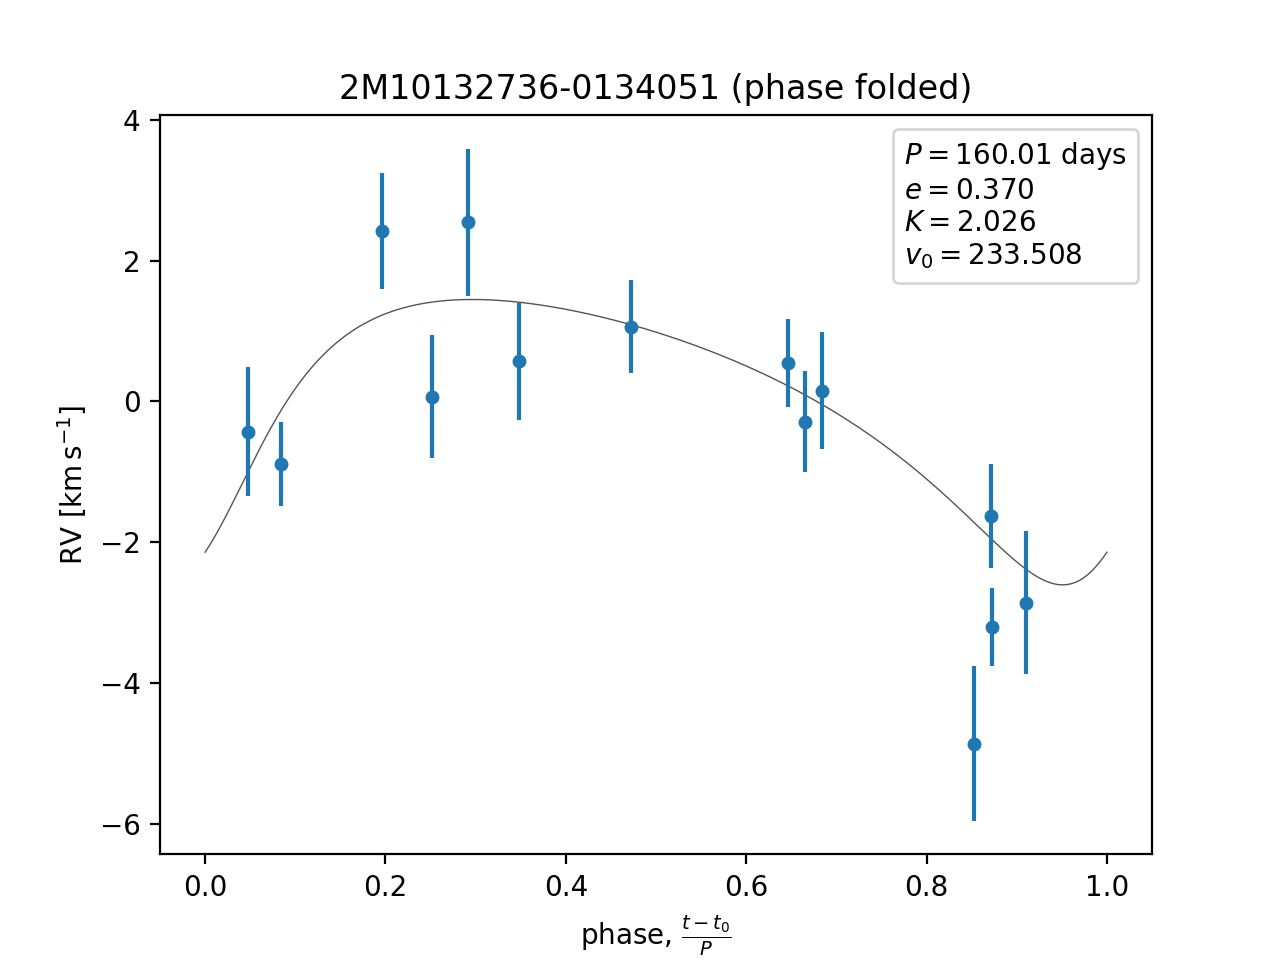 2M10132736-0134051 (phase folded)
P = 160.01 days
e = 0.370
K = 2.026
v₀ = 233.508
4
2
0
−2
−4
−6
RV [km s⁻¹]
0.0 0.2 0.4 0.6 0.8 1.0
phase, (t − t₀)/P